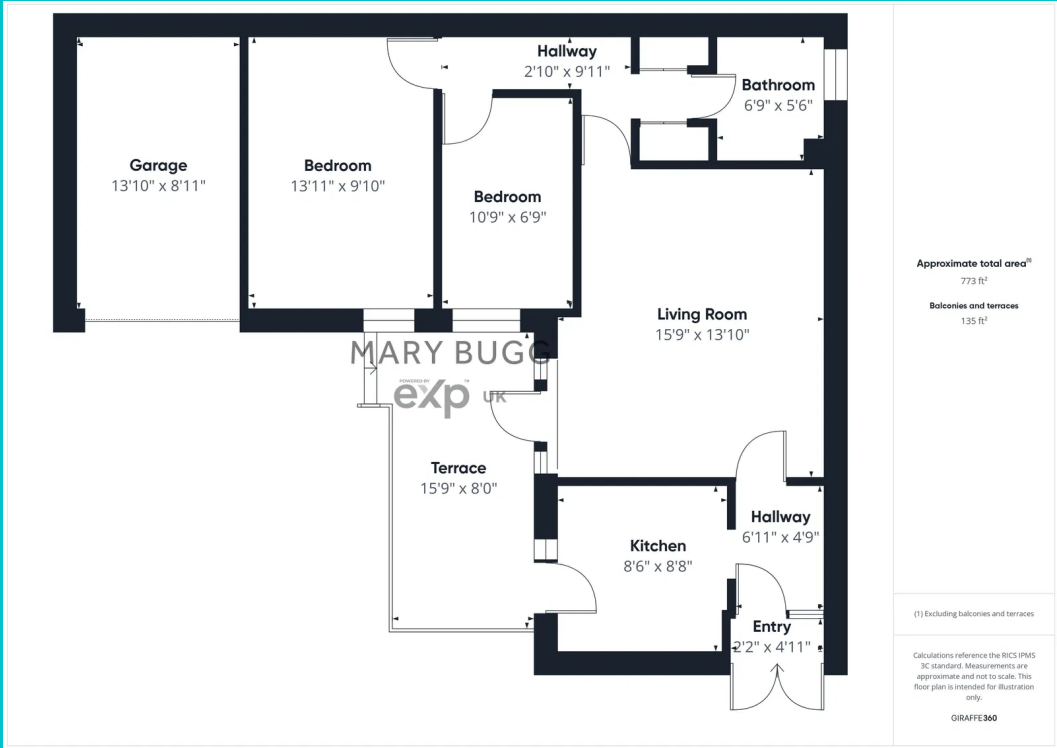 Garage
13'10" x 8'11"
Bedroom
13'11" x 9'10"
Hallway
2'10" x 9'11"
Bathroom
6'9" x 5'6"
Bedroom
10'9" x 6'9"
Living Room
15'9" x 13'10"
MARY BUGG
POWERED BY
exp™ UK
Terrace
15'9" x 8'0"
Kitchen
8'6" x 8'8"
Hallway
6'11" x 4'9"
Entry
2'2" x 4'11"
Approximate total area(1)
773 ft²
Balconies and terraces
135 ft²
(1) Excluding balconies and terraces
Calculations reference the RICS IPMS
3C standard. Measurements are
approximate and not to scale. This
floor plan is intended for illustration
only.
GIRAFFE360